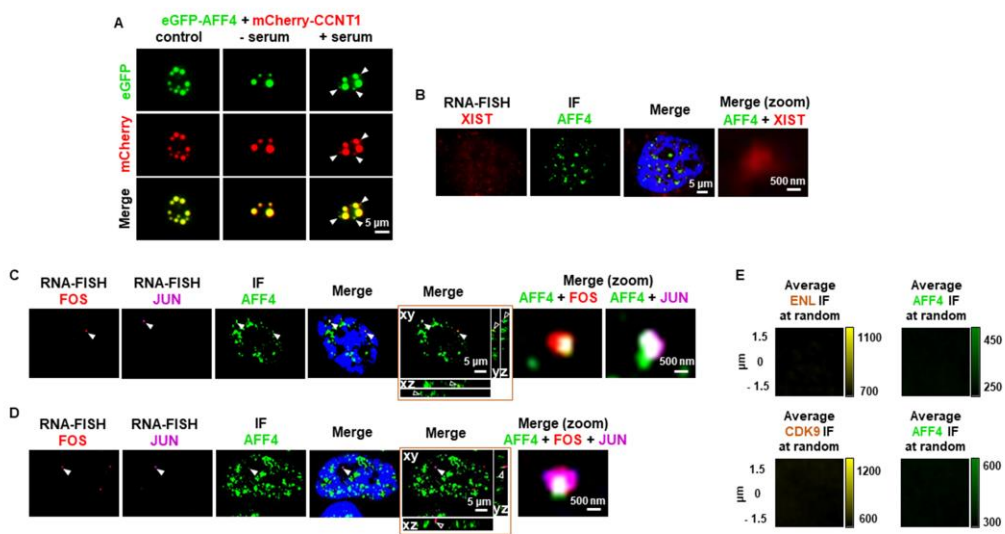 A
eGFP-AFF4 + mCherry-CCNT1
control - serum + serum
eGFP
mCherry
Merge
5 µm
B
RNA-FISH
XIST
IF
AFF4
Merge
Merge (zoom)
AFF4 + XIST
5 µm
500 nm
C
RNA-FISH
FOS
RNA-FISH
JUN
IF
AFF4
Merge
Merge
xy
5 µm
yz
xz
Merge (zoom)
AFF4 + FOS AFF4 + JUN
500 nm
D
RNA-FISH
FOS
RNA-FISH
JUN
IF
AFF4
Merge
Merge
xy
5 µm
yz
xz
Merge (zoom)
AFF4 + FOS + JUN
500 nm
E
Average
ENL IF
at random
1.5
0
- 1.5
µm
1100
700
Average
AFF4 IF
at random
450
250
Average
CDK9 IF
at random
1.5
0
- 1.5
µm
1200
600
Average
AFF4 IF
at random
600
300